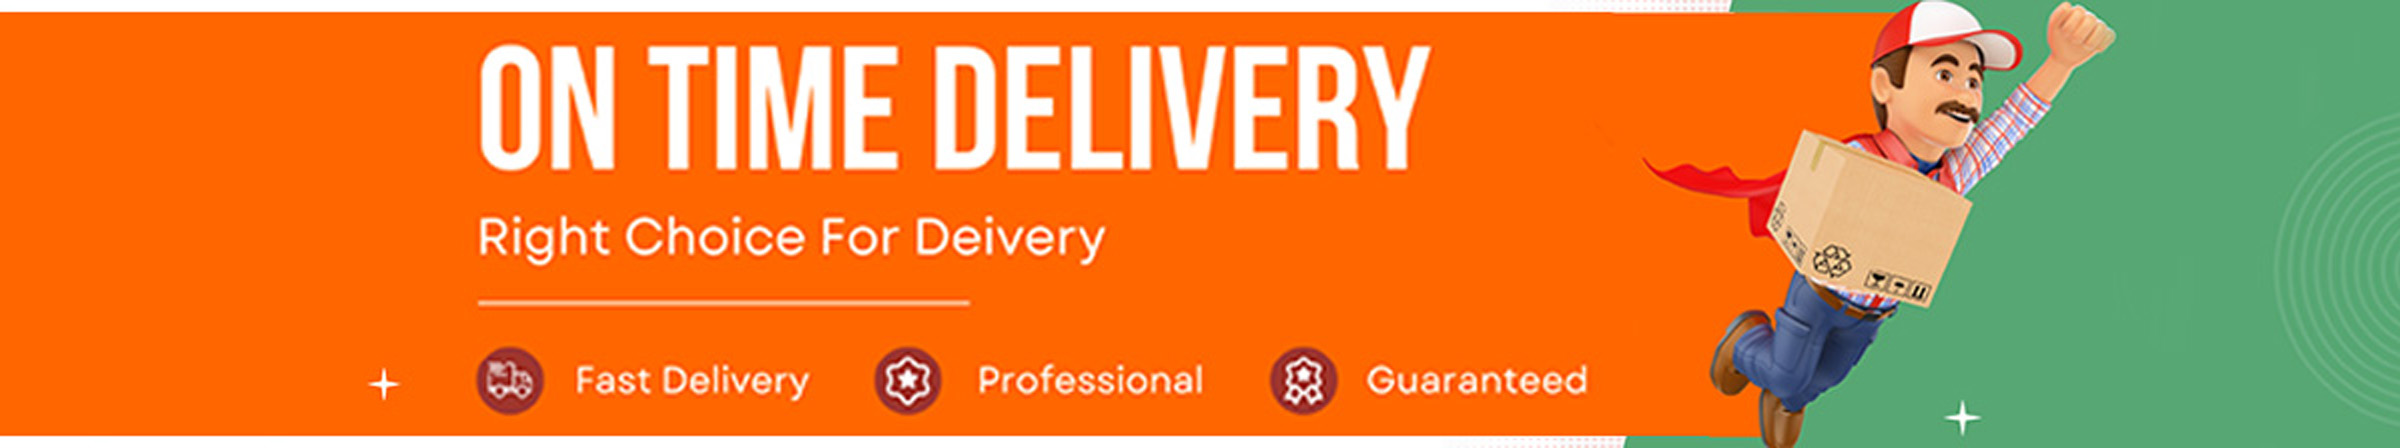 ON TIME DELIVERY
Right Choice For Deivery
Fast Delivery
Professional
Guaranteed